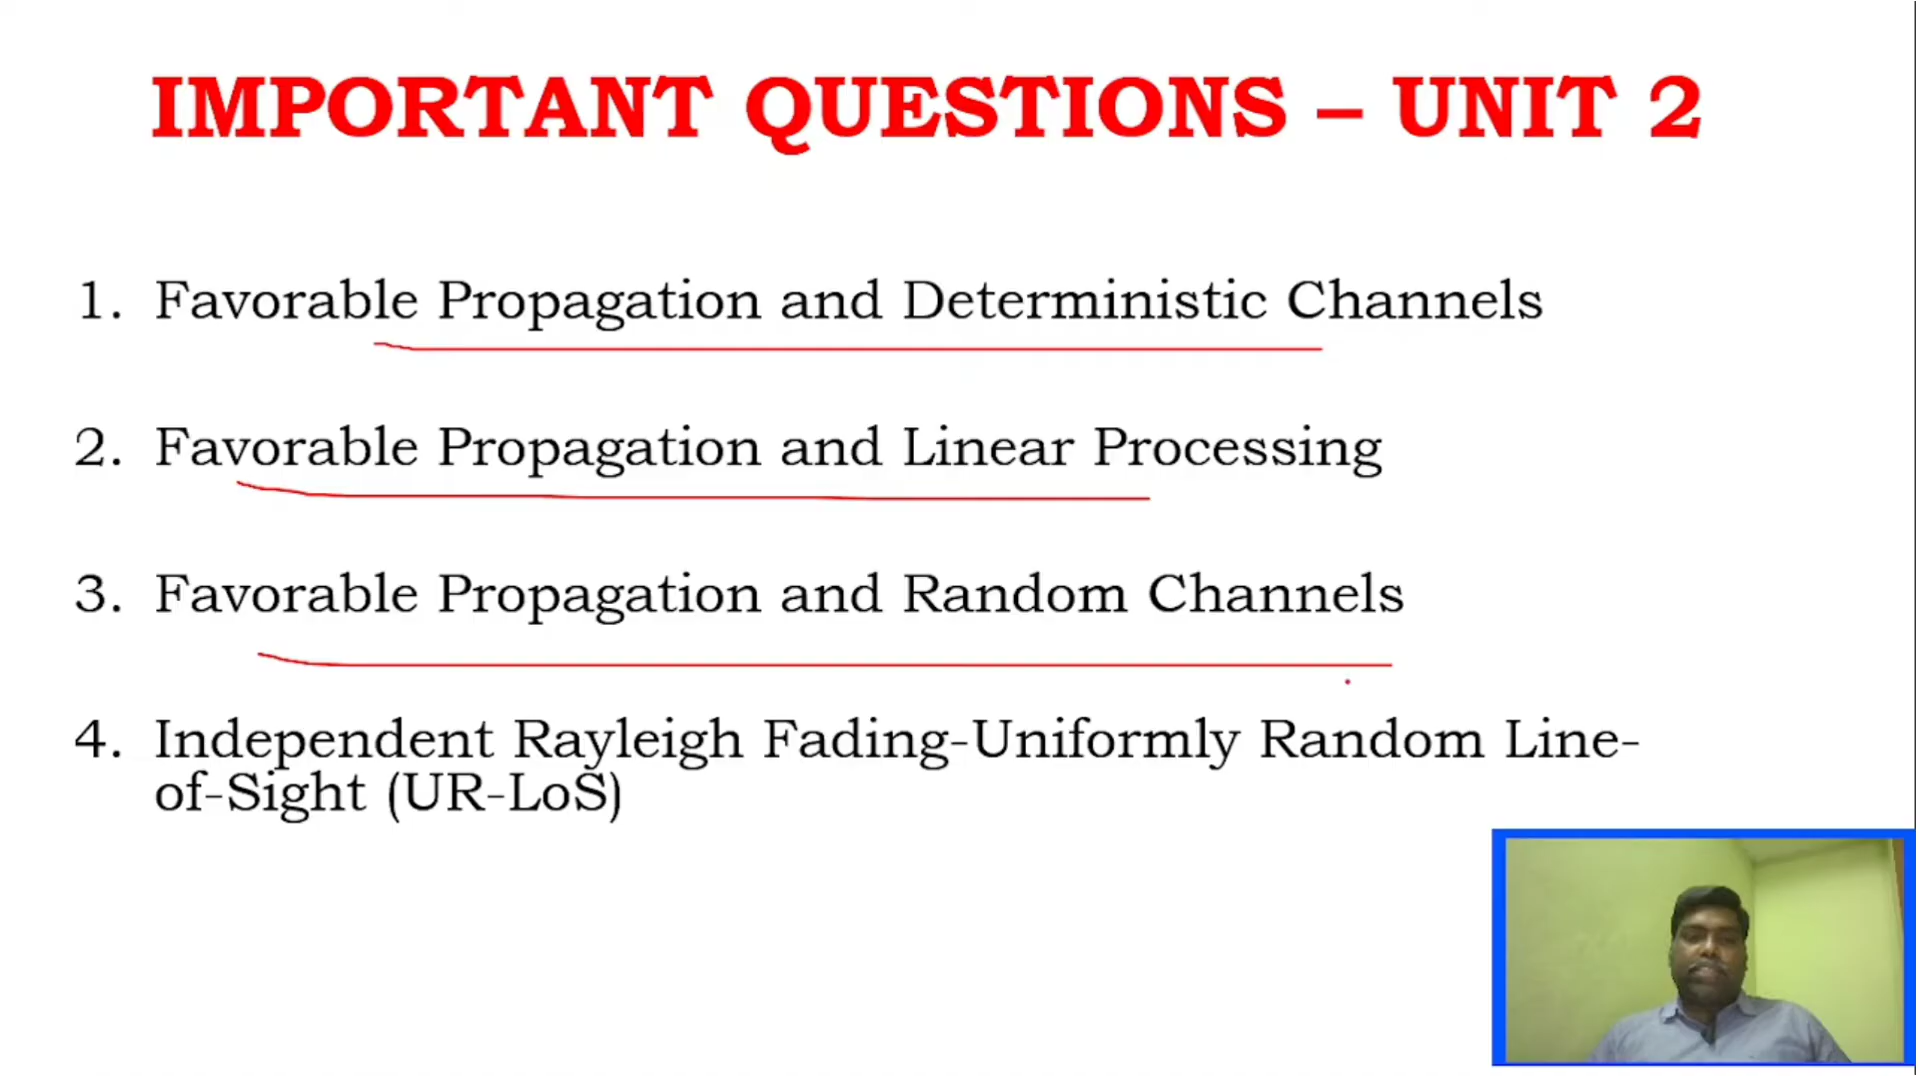 IMPORTANT QUESTIONS – UNIT 2
1. Favorable Propagation and Deterministic Channels
2. Favorable Propagation and Linear Processing
3. Favorable Propagation and Random Channels
4. Independent Rayleigh Fading-Uniformly Random Line-
of-Sight (UR-LoS)